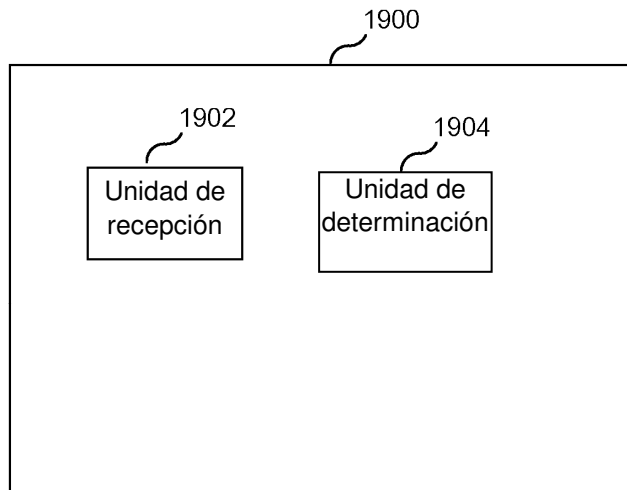 1900
1902
1904
Unidad de
recepción
Unidad de
determinación